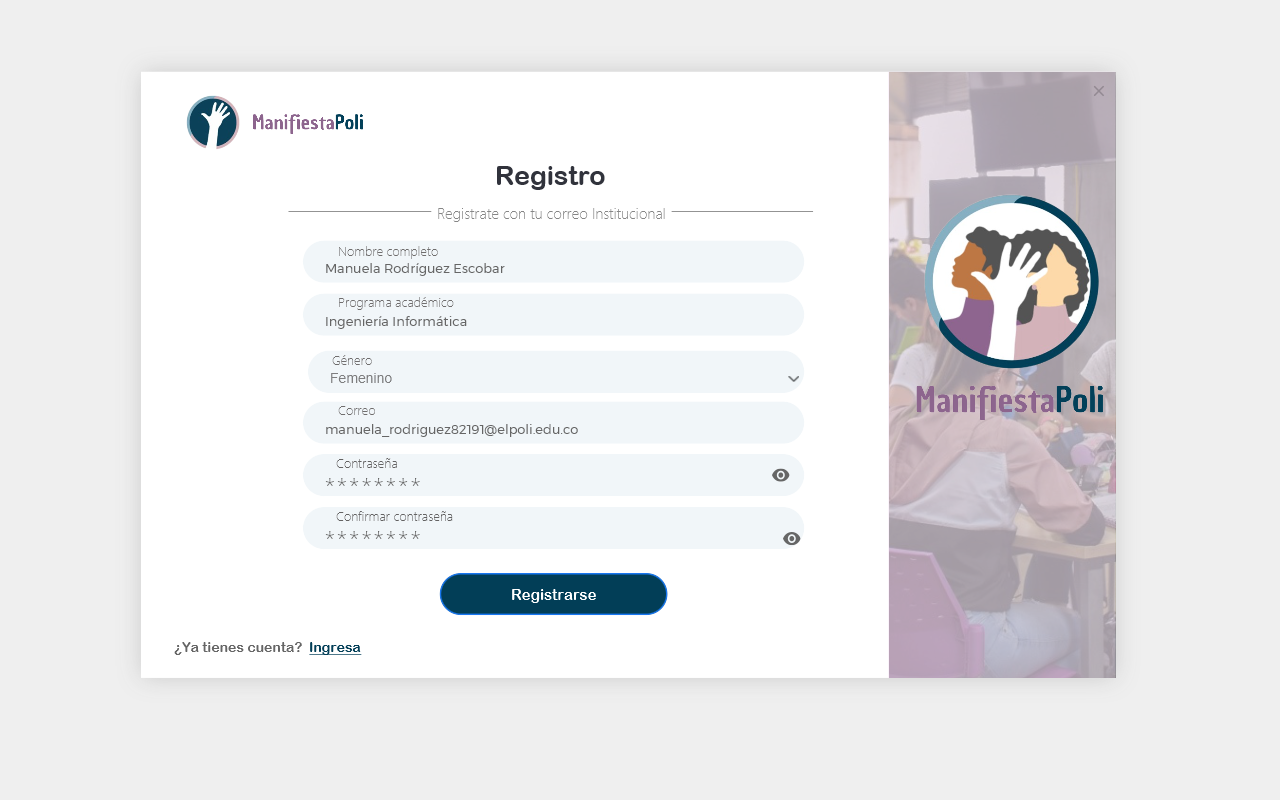 ManifiestaPoli
Registro
Registrate con tu correo Institucional
Nombre completo
Manuela Rodríguez Escobar
Programa académico
Ingeniería Informática
Género
Femenino
Correo
manuela_rodriguez82191@elpoli.edu.co
Contraseña
********
Confirmar contraseña
********
Registrarse
¿Ya tienes cuenta? Ingresa
ManifiestaPoli